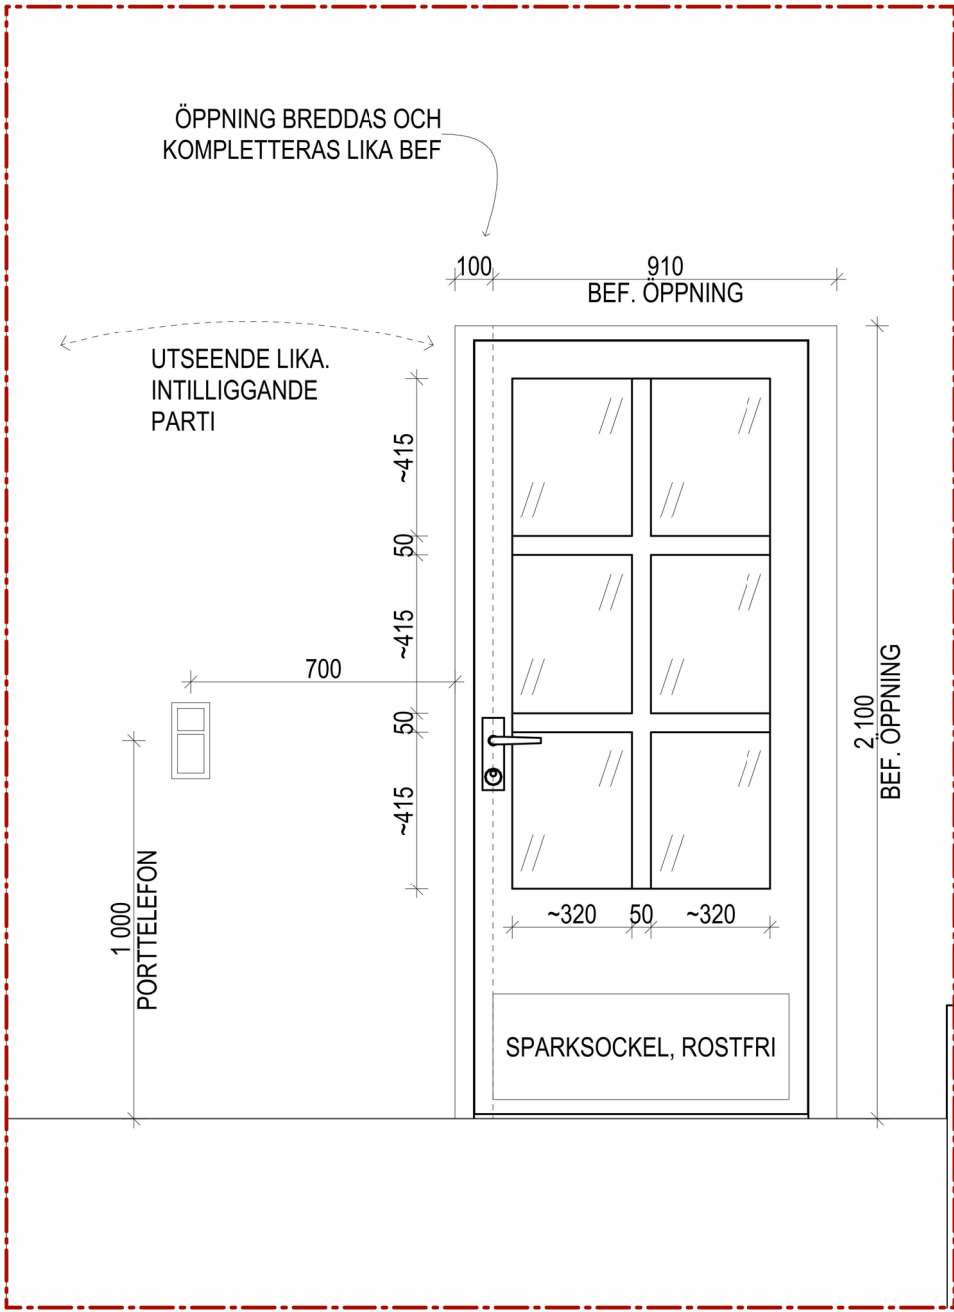 ÖPPNING BREDDAS OCH
KOMPLETTERAS LIKA BEF
100
910
BEF. ÖPPNING
UTSEENDE LIKA.
INTILLIGGANDE
PARTI
~415
50
~415
50
~415
700
2 100
BEF. ÖPPNING
1 000
PORTTELEFON
~320
50
~320
SPARKSOCKEL, ROSTFRI